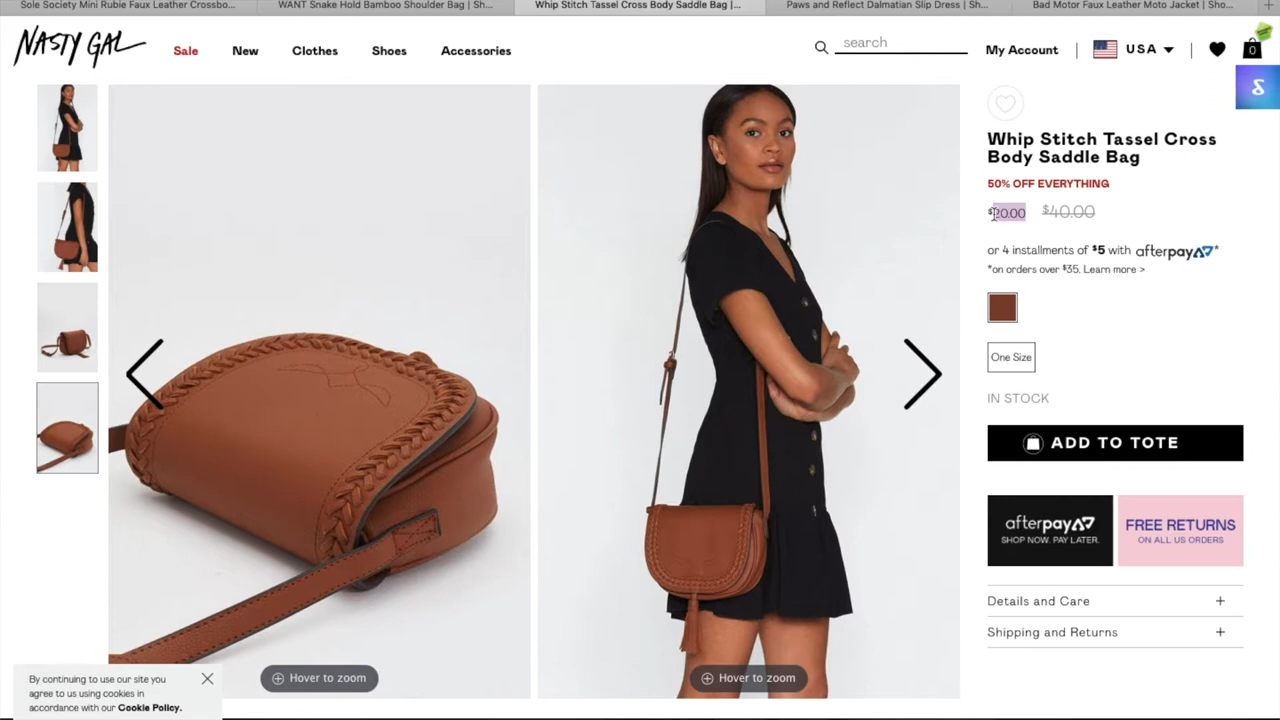 Sole Society Mini Rubie Faux Leather Crossbo...
WANT Snake Hold Bamboo Shoulder Bag | Sh...
Whip Stitch Tassel Cross Body Saddle Bag |...
Paws and Reflect Dalmatian Slip Dress | Sh...
Bad Motor Faux Leather Moto Jacket | Sho...
NASTY GAL
Sale
New
Clothes
Shoes
Accessories
search
My Account
USA
0
Whip Stitch Tassel Cross
Body Saddle Bag
50% OFF EVERYTHING
$20.00 $40.00
or 4 installments of $5 with afterpay*
*on orders over $35. Learn more >
One Size
IN STOCK
ADD TO TOTE
afterpay
SHOP NOW. PAY LATER.
FREE RETURNS
ON ALL US ORDERS
Details and Care +
Shipping and Returns +
Hover to zoom
Hover to zoom
By continuing to use our site you
agree to us using cookies in
accordance with our Cookie Policy.